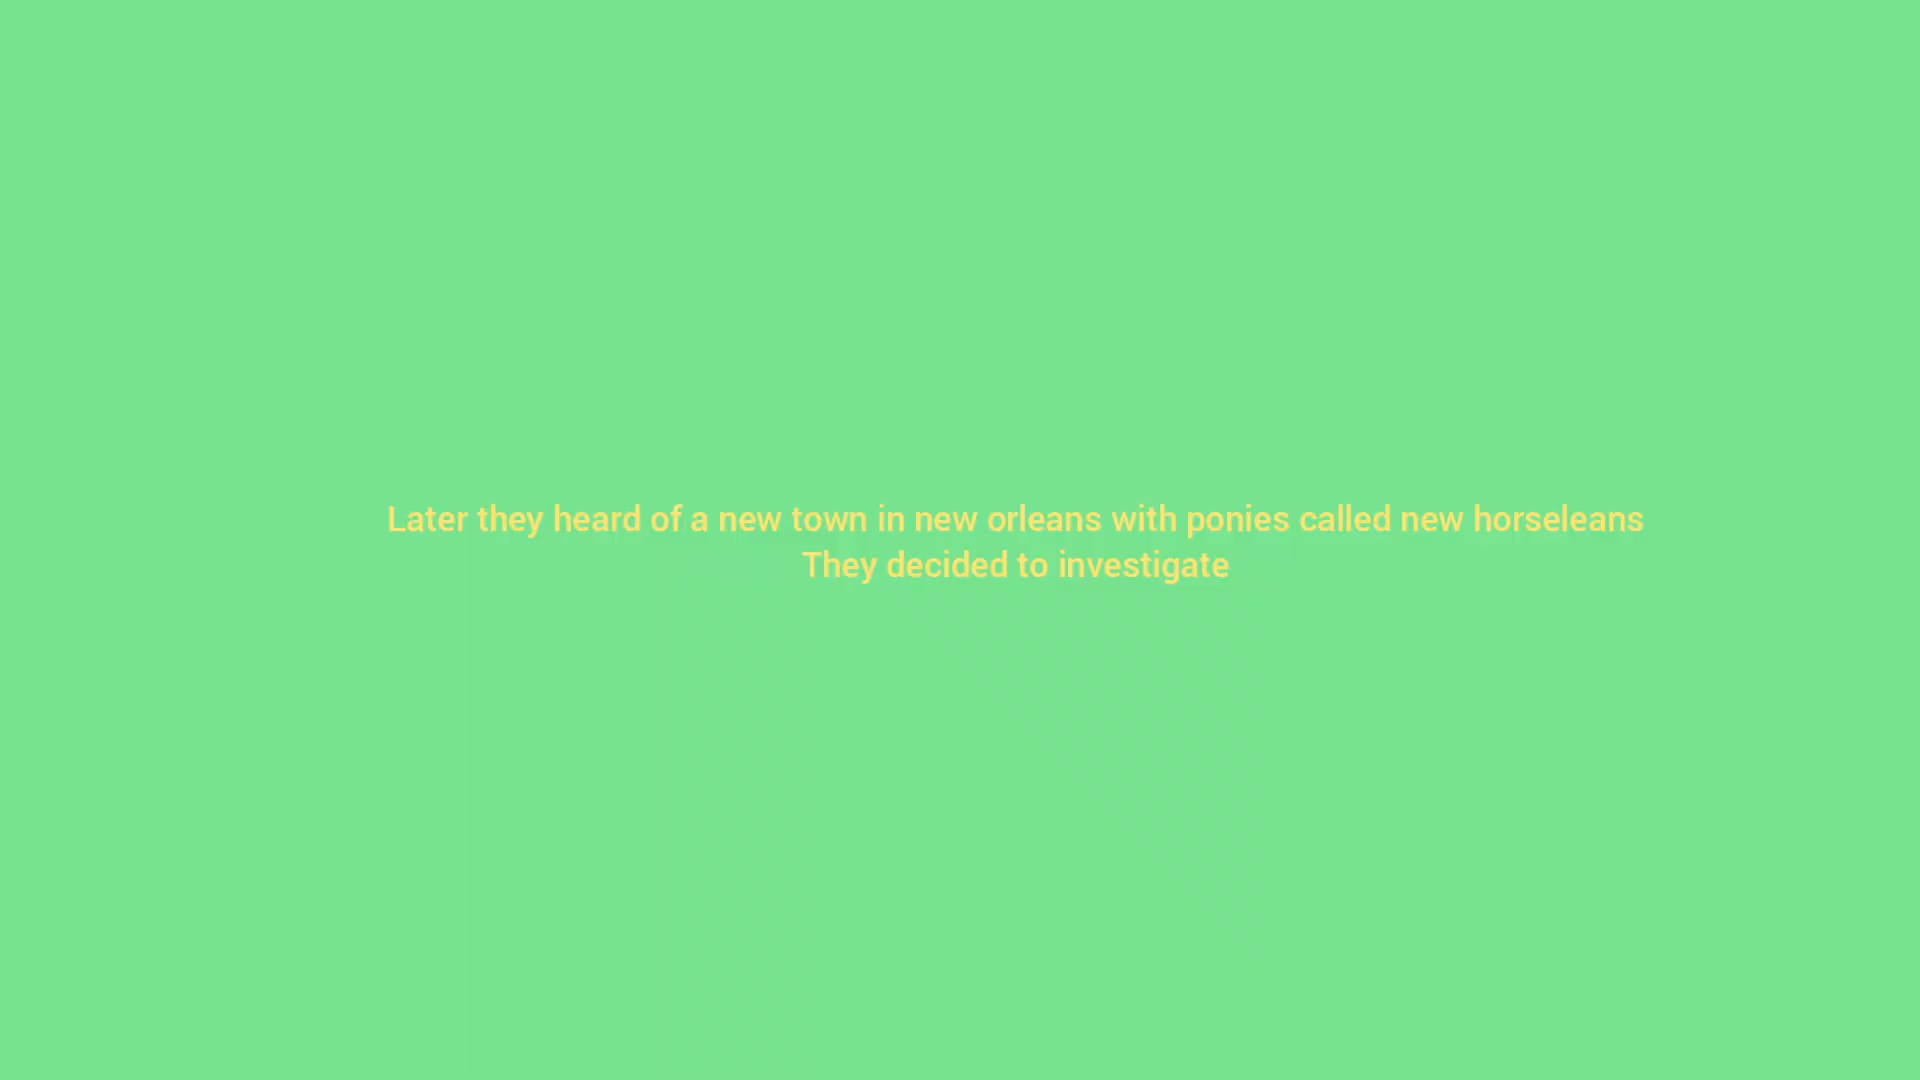 Later they heard of a new town in new orleans with ponies called new horseleans
They decided to investigate